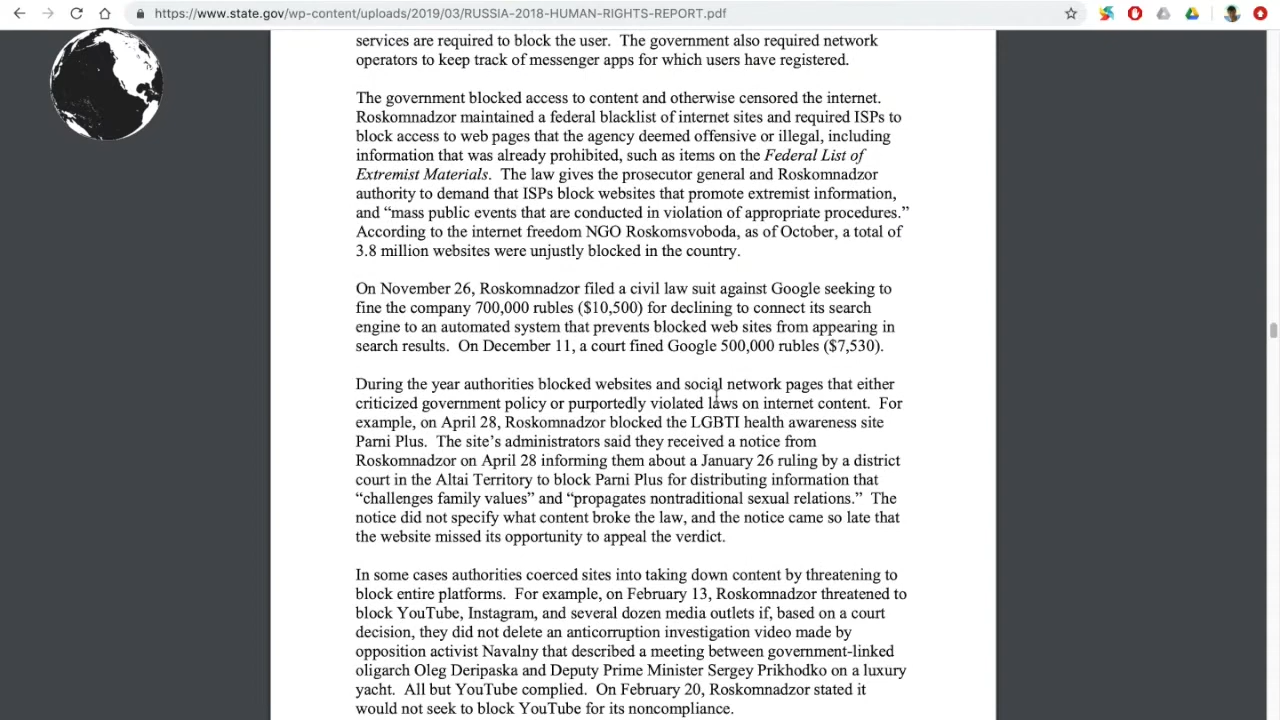 https://www.state.gov/wp-content/uploads/2019/03/RUSSIA-2018-HUMAN-RIGHTS-REPORT.pdf
services are required to block the user.  The government also required network
operators to keep track of messenger apps for which users have registered.
The government blocked access to content and otherwise censored the internet.
Roskomnadzor maintained a federal blacklist of internet sites and required ISPs to
block access to web pages that the agency deemed offensive or illegal, including
information that was already prohibited, such as items on the Federal List of
Extremist Materials.  The law gives the prosecutor general and Roskomnadzor
authority to demand that ISPs block websites that promote extremist information,
and “mass public events that are conducted in violation of appropriate procedures.”
According to the internet freedom NGO Roskomsvoboda, as of October, a total of
3.8 million websites were unjustly blocked in the country.
On November 26, Roskomnadzor filed a civil law suit against Google seeking to
fine the company 700,000 rubles ($10,500) for declining to connect its search
engine to an automated system that prevents blocked web sites from appearing in
search results.  On December 11, a court fined Google 500,000 rubles ($7,530).
During the year authorities blocked websites and social network pages that either
criticized government policy or purportedly violated laws on internet content.  For
example, on April 28, Roskomnadzor blocked the LGBTI health awareness site
Parni Plus.  The site’s administrators said they received a notice from
Roskomnadzor on April 28 informing them about a January 26 ruling by a district
court in the Altai Territory to block Parni Plus for distributing information that
“challenges family values” and “propagates nontraditional sexual relations.”  The
notice did not specify what content broke the law, and the notice came so late that
the website missed its opportunity to appeal the verdict.
In some cases authorities coerced sites into taking down content by threatening to
block entire platforms.  For example, on February 13, Roskomnadzor threatened to
block YouTube, Instagram, and several dozen media outlets if, based on a court
decision, they did not delete an anticorruption investigation video made by
opposition activist Navalny that described a meeting between government-linked
oligarch Oleg Deripaska and Deputy Prime Minister Sergey Prikhodko on a luxury
yacht.  All but YouTube complied.  On February 20, Roskomnadzor stated it
would not seek to block YouTube for its noncompliance.